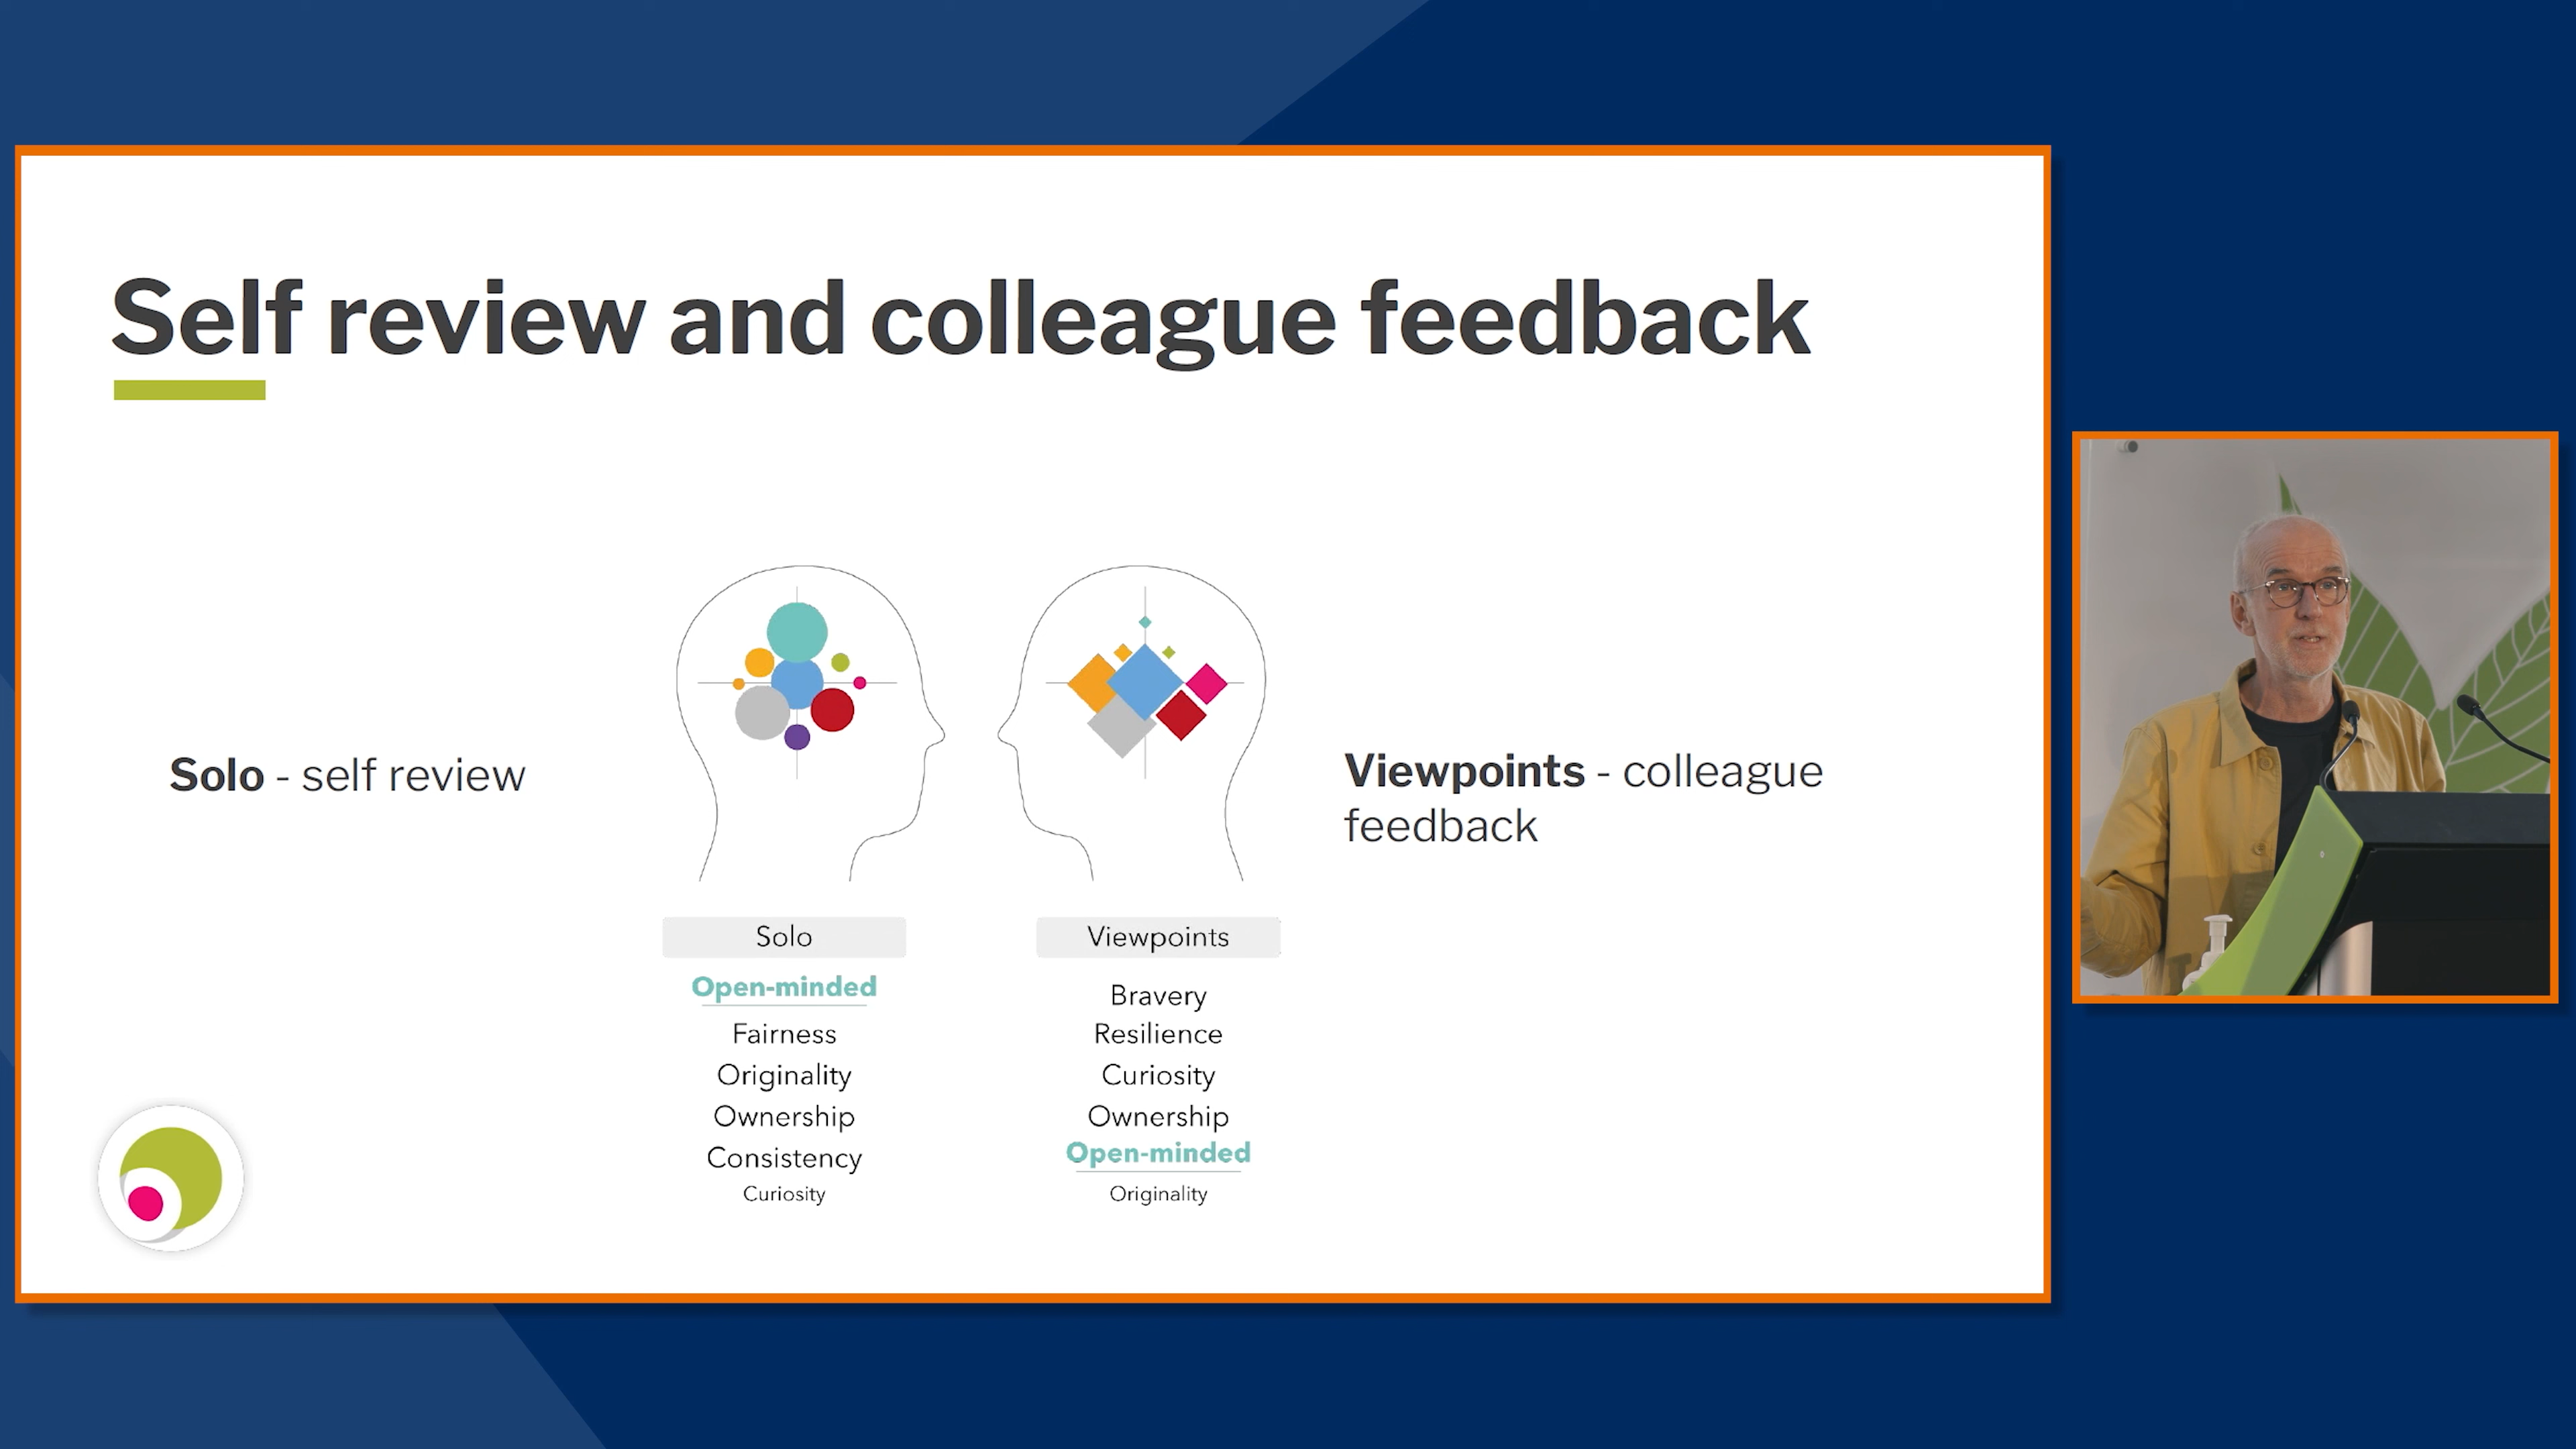 Self review and colleague feedback
Solo - self review
Viewpoints - colleague
feedback
Solo
Open-minded
Fairness
Originality
Ownership
Consistency
Curiosity
Viewpoints
Bravery
Resilience
Curiosity
Ownership
Open-minded
Originality